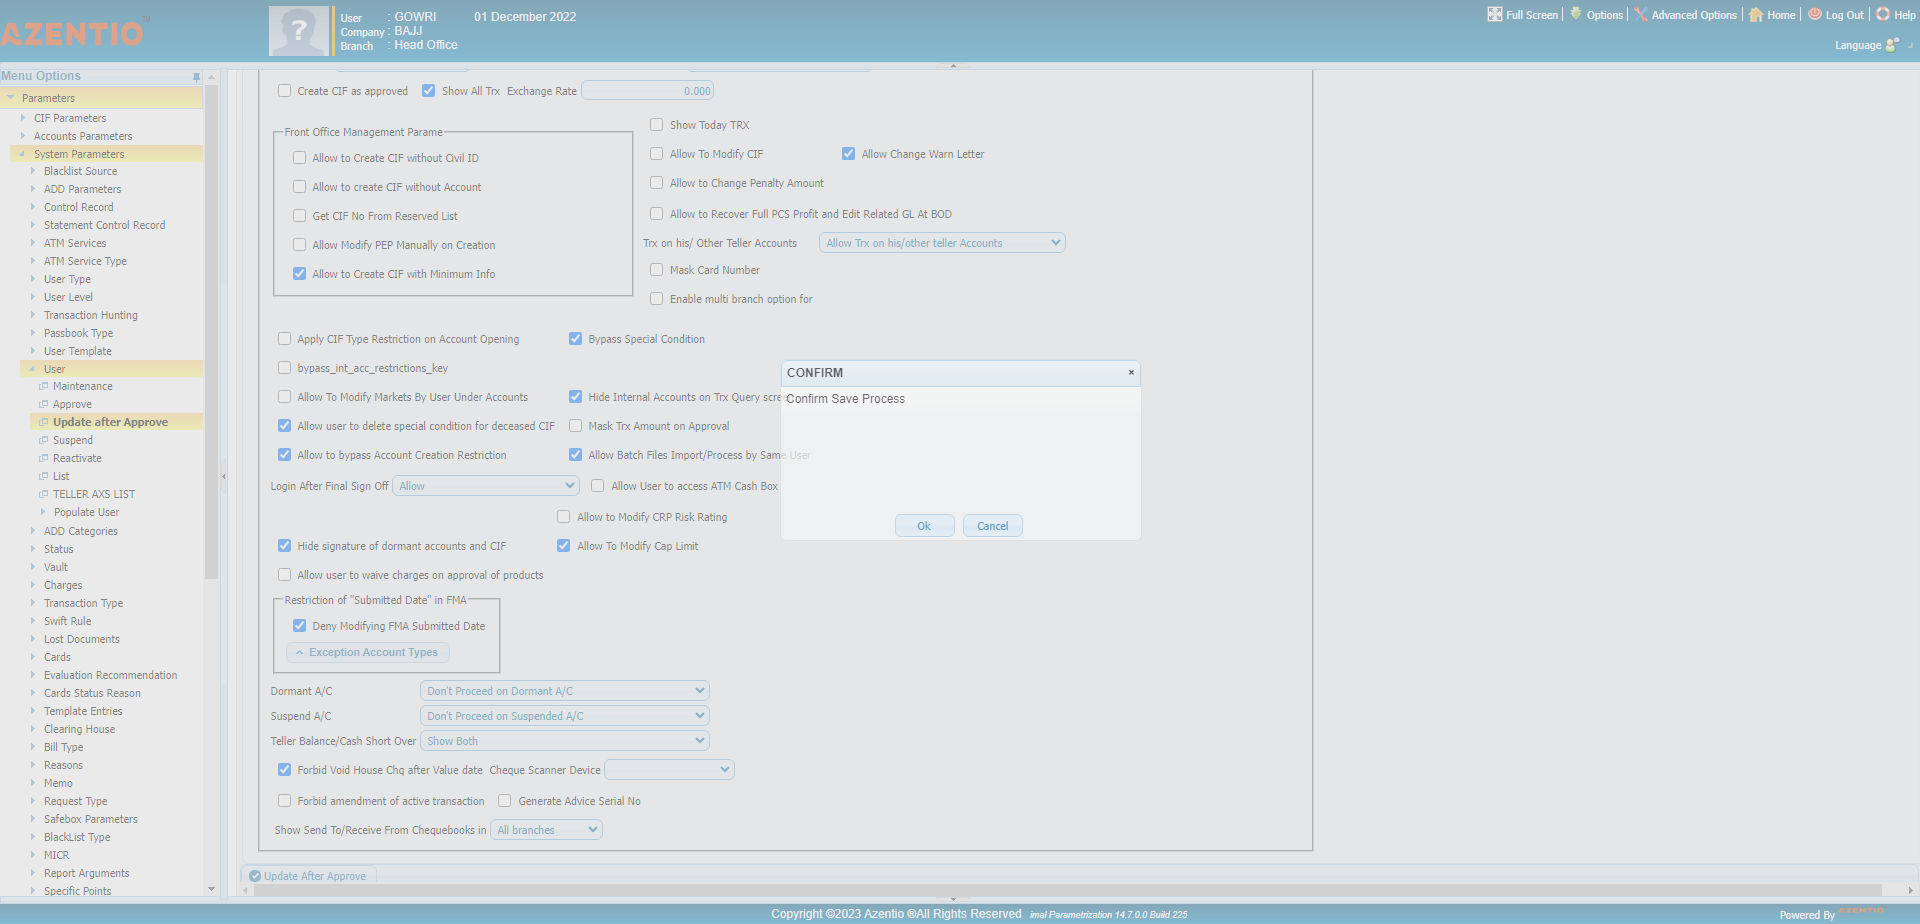 AZENTIO™
User : GOWRI 01 December 2022
Company : BAJJ
Branch : Head Office
Full Screen Options Advanced Options Home Log Out Help
Language
Menu Options
Parameters
CIF Parameters
Accounts Parameters
System Parameters
Blacklist Source
ADD Parameters
Control Record
Statement Control Record
ATM Services
ATM Service Type
User Type
User Level
Transaction Hunting
Passbook Type
User Template
User
Maintenance
Approve
Update after Approve
Suspend
Reactivate
List
TELLER AXS LIST
Populate User
ADD Categories
Status
Vault
Charges
Transaction Type
Swift Rule
Lost Documents
Cards
Evaluation Recommendation
Cards Status Reason
Template Entries
Clearing House
Bill Type
Reasons
Memo
Request Type
Safebox Parameters
BlackList Type
MICR
Report Arguments
Specific Points
Create CIF as approved Show All Trx Exchange Rate 0.000
Front Office Management Parame
Allow to Create CIF without Civil ID
Allow to create CIF without Account
Get CIF No From Reserved List
Allow Modify PEP Manually on Creation
Allow to Create CIF with Minimum Info
Show Today TRX
Allow To Modify CIF Allow Change Warn Letter
Allow to Change Penalty Amount
Allow to Recover Full PCS Profit and Edit Related GL At BOD
Trx on his/ Other Teller Accounts Allow Trx on his/other teller Accounts
Mask Card Number
Enable multi branch option for
Apply CIF Type Restriction on Account Opening Bypass Special Condition
bypass_int_acc_restrictions_key
Allow To Modify Markets By User Under Accounts Hide Internal Accounts on Trx Query scre
Allow user to delete special condition for deceased CIF Mask Trx Amount on Approval
Allow to bypass Account Creation Restriction Allow Batch Files Import/Process by Same User
Login After Final Sign Off Allow Allow User to access ATM Cash Box
Allow to Modify CRP Risk Rating
Hide signature of dormant accounts and CIF Allow To Modify Cap Limit
Allow user to waive charges on approval of products
Restriction of "Submitted Date" in FMA
Deny Modifying FMA Submitted Date
Exception Account Types
Dormant A/C Don't Proceed on Dormant A/C
Suspend A/C Don't Proceed on Suspended A/C
Teller Balance/Cash Short Over Show Both
Forbid Void House Chq after Value date Cheque Scanner Device
Forbid amendment of active transaction Generate Advice Serial No
Show Send To/Receive From Chequebooks in All branches
CONFIRM ×
Confirm Save Process
Ok Cancel
Update After Approve
Copyright ©2023 Azentio ®All Rights Reserved imal Parametrization 14.7.0.0 Build 225
Powered By AZENTIO